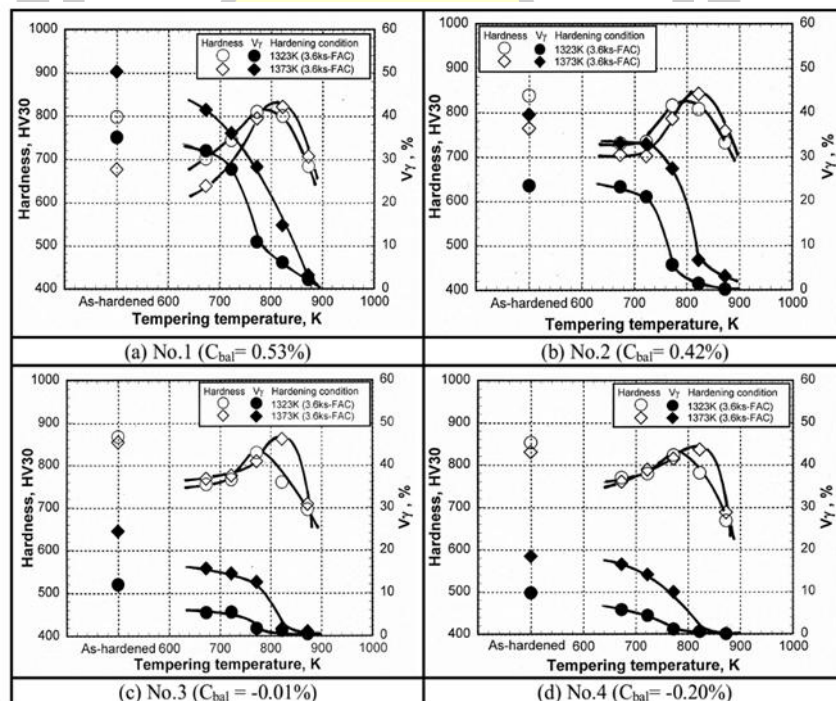 Hardness Vγ Hardening condition
1323K (3.6ks-FAC)
1373K (3.6ks-FAC)
1000
900
800
700
600
500
400
Hardness, HV30
60
50
40
30
20
10
0
Vγ , %
As-hardened 600 700 800 900 1000
Tempering temperature, K
(a) No.1 (Cbal= 0.53%)
Hardness Vγ Hardening condition
1323K (3.6ks-FAC)
1373K (3.6ks-FAC)
1000
900
800
700
600
500
400
Hardness, HV30
60
50
40
30
20
10
0
Vγ , %
As-hardened 600 700 800 900 1000
Tempering temperature, K
(b) No.2 (Cbal= 0.42%)
Hardness Vγ Hardening condition
1323K (3.6ks-FAC)
1373K (3.6ks-FAC)
1000
900
800
700
600
500
400
Hardness, HV30
60
50
40
30
20
10
0
Vγ , %
As-hardened 600 700 800 900 1000
Tempering temperature, K
(c) No.3 (Cbal = -0.01%)
Hardness Vγ Hardening condition
1323K (3.6ks-FAC)
1373K (3.6ks-FAC)
1000
900
800
700
600
500
400
Hardness, HV30
60
50
40
30
20
10
0
Vγ , %
As-hardened 600 700 800 900 1000
Tempering temperature, K
(d) No.4 (Cbal= -0.20%)